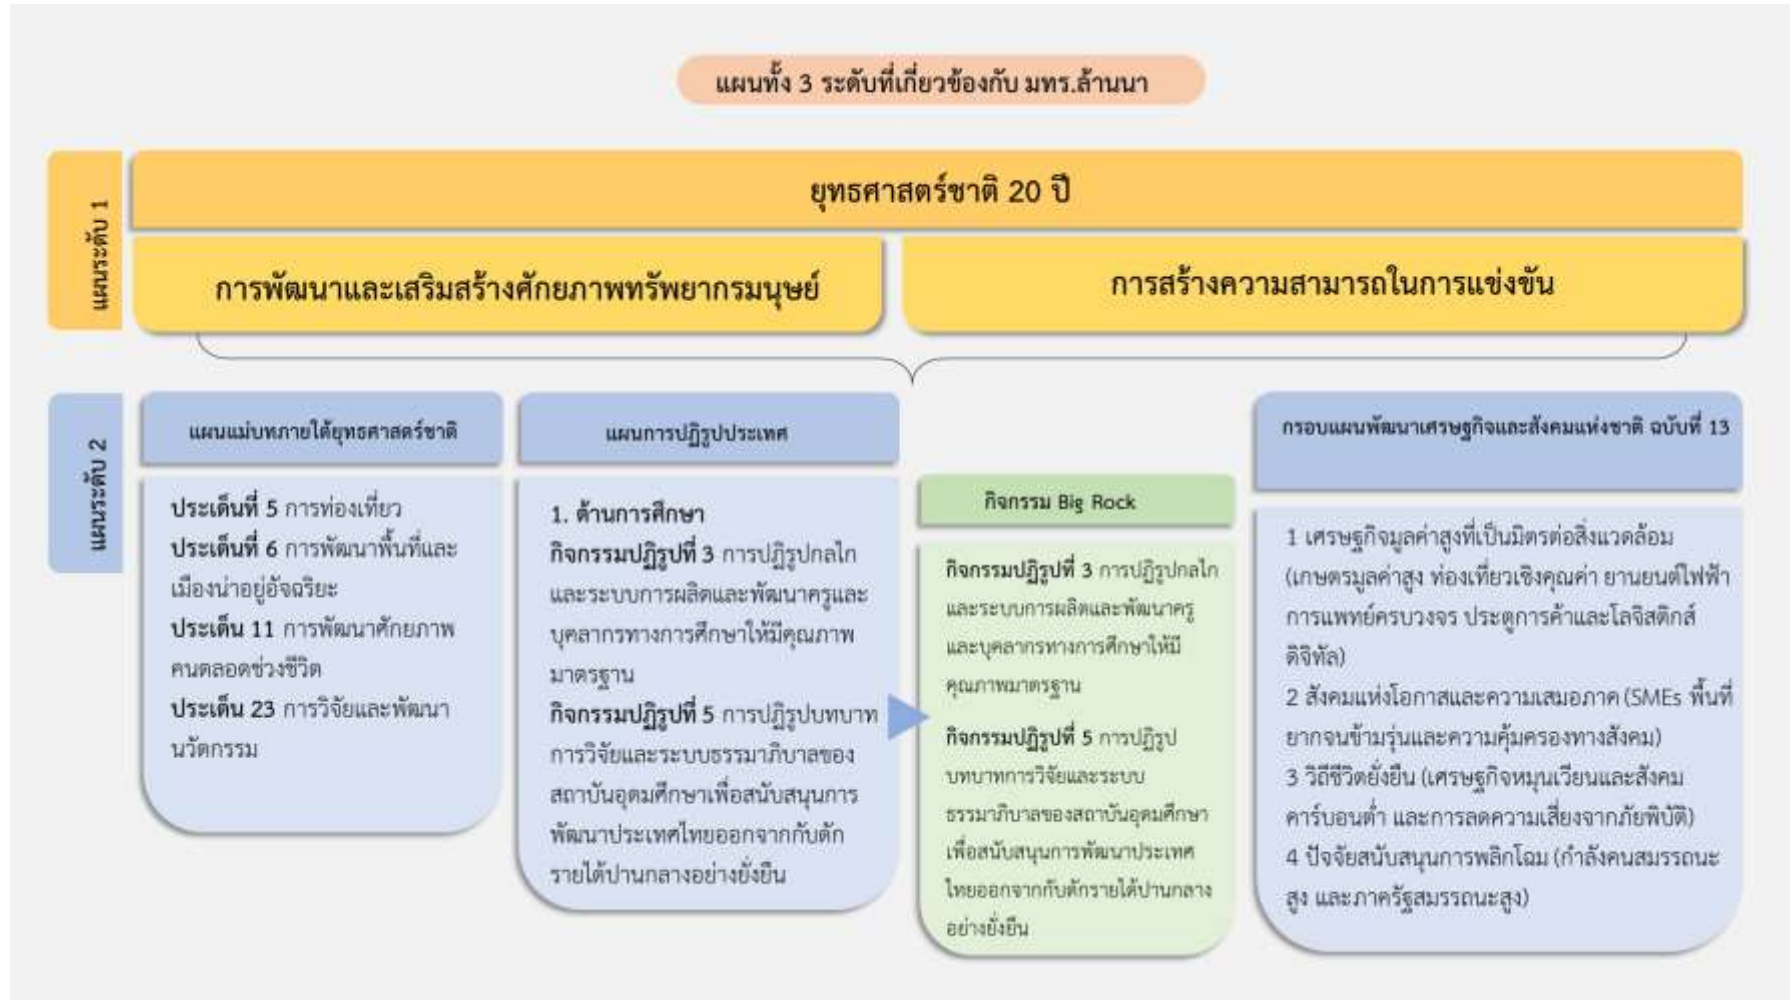 แผนทั้ง 3 ระดับที่เกี่ยวข้องกับ มทร.ล้านนา
แผนระดับ 1
ยุทธศาสตร์ชาติ 20 ปี
การพัฒนาและเสริมสร้างศักยภาพทรัพยากรมนุษย์
การสร้างความสามารถในการแข่งขัน
แผนระดับ 2
แผนแม่บทภายใต้ยุทธศาสตร์ชาติ
ประเด็นที่ 5 การท่องเที่ยว
ประเด็นที่ 6 การพัฒนาพื้นที่และ
เมืองน่าอยู่อัจฉริยะ
ประเด็น 11 การพัฒนาศักยภาพ
คนตลอดช่วงชีวิต
ประเด็น 23 การวิจัยและพัฒนา
นวัตกรรม
แผนการปฏิรูปประเทศ
1. ด้านการศึกษา
กิจกรรมปฏิรูปที่ 3 การปฏิรูปกลไก
และระบบการผลิตและพัฒนาครูและ
บุคลากรทางการศึกษาให้มีคุณภาพ
มาตรฐาน
กิจกรรมปฏิรูปที่ 5 การปฏิรูปบทบาท
การวิจัยและระบบธรรมาภิบาลของ
สถาบันอุดมศึกษาเพื่อสนับสนุนการ
พัฒนาประเทศไทยออกจากกับดัก
รายได้ปานกลางอย่างยั่งยืน
กิจกรรม Big Rock
กิจกรรมปฏิรูปที่ 3 การปฏิรูปกลไก
และระบบการผลิตและพัฒนาครู
และบุคลากรทางการศึกษาให้มี
คุณภาพมาตรฐาน
กิจกรรมปฏิรูปที่ 5 การปฏิรูป
บทบาทการวิจัยและระบบ
ธรรมาภิบาลของสถาบันอุดมศึกษา
เพื่อสนับสนุนการพัฒนาประเทศ
ไทยออกจากกับดักรายได้ปานกลาง
อย่างยั่งยืน
กรอบแผนพัฒนาเศรษฐกิจและสังคมแห่งชาติ ฉบับที่ 13
1 เศรษฐกิจมูลค่าสูงที่เป็นมิตรต่อสิ่งแวดล้อม
(เกษตรมูลค่าสูง ท่องเที่ยวเชิงคุณค่า ยานยนต์ไฟฟ้า
การแพทย์ครบวงจร ประตูการค้าและโลจิสติกส์
ดิจิทัล)
2 สังคมแห่งโอกาสและความเสมอภาค (SMEs พื้นที่
ยากจนข้ามรุ่นและความคุ้มครองทางสังคม)
3 วิถีชีวิตยั่งยืน (เศรษฐกิจหมุนเวียนและสังคม
คาร์บอนต่ำ และการลดความเสี่ยงจากภัยพิบัติ)
4 ปัจจัยสนับสนุนการพลิกโฉม (กำลังคนสมรรถนะ
สูง และภาครัฐสมรรถนะสูง)